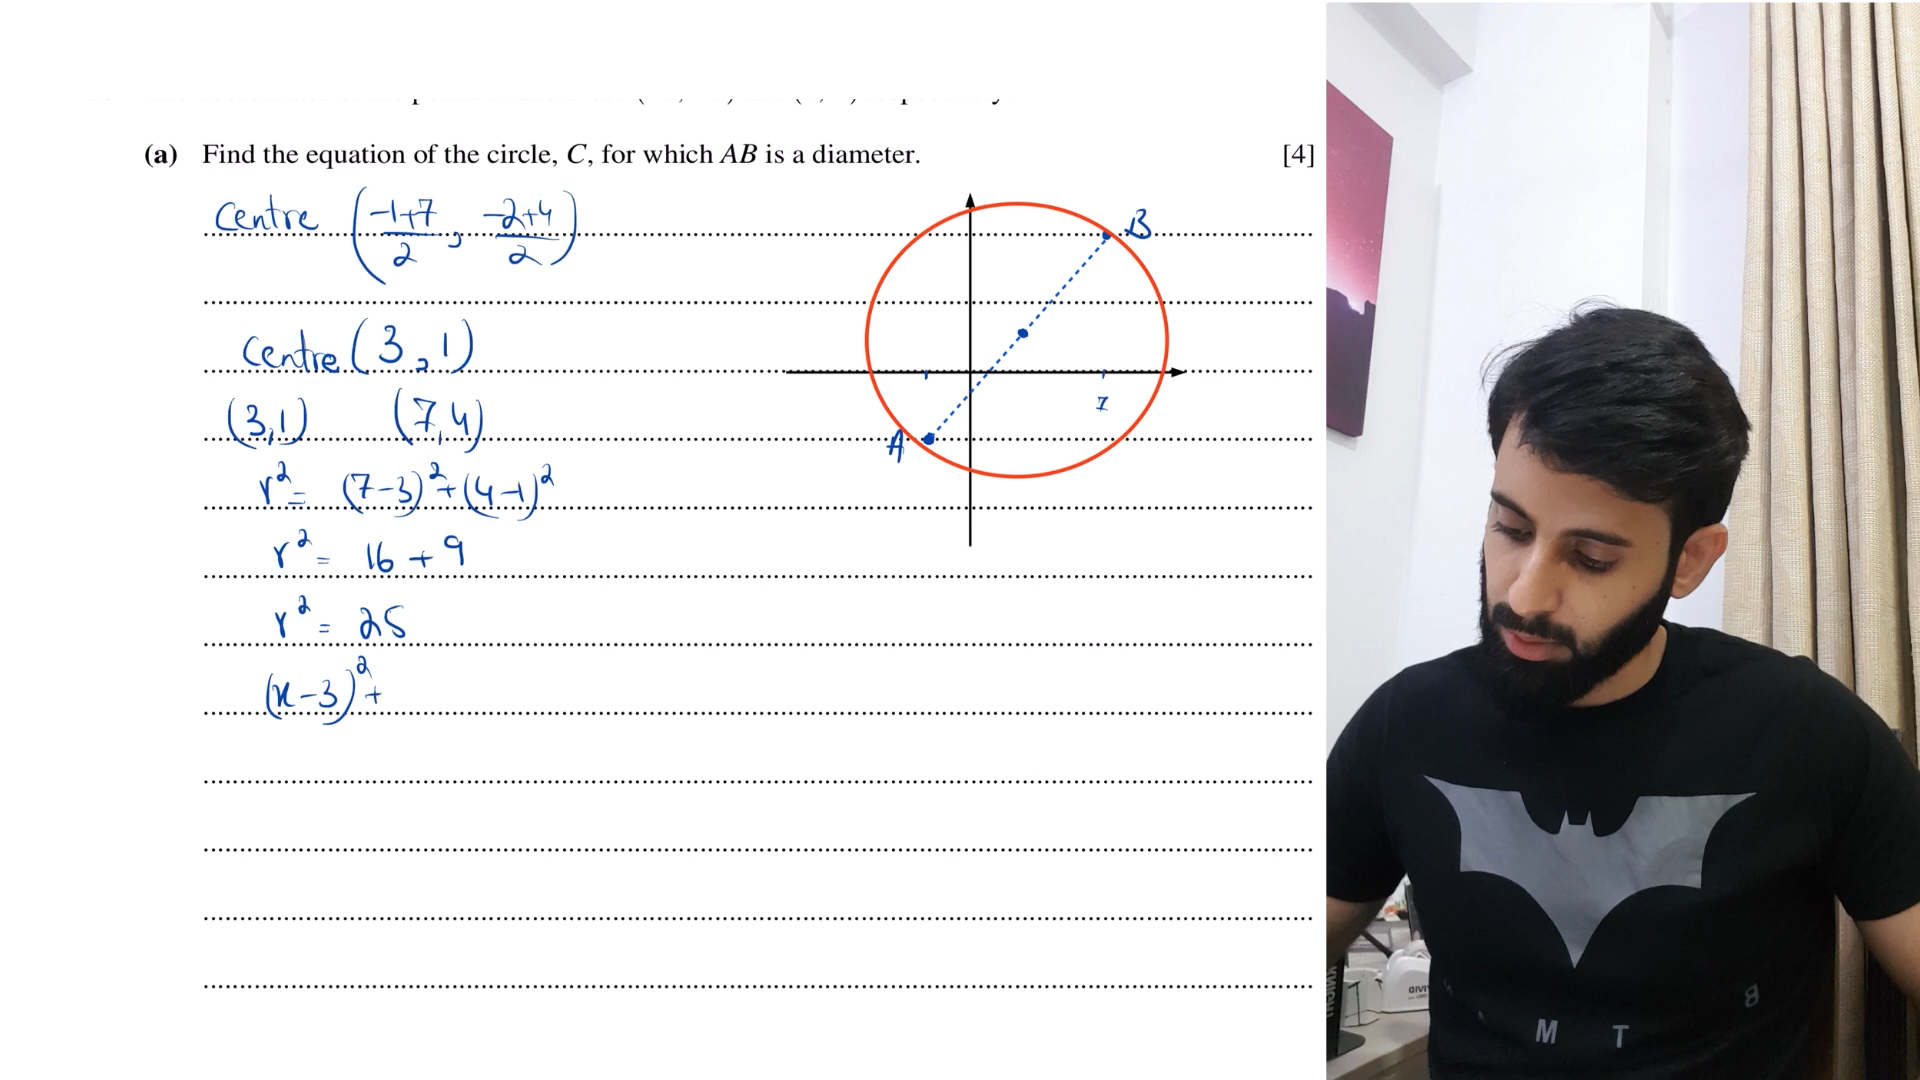 (a) Find the equation of the circle, C, for which AB is a diameter. [4]
Centre (-1+7/2, -2+4/2)
Centre (3, 1)
(3,1) (7,4)
r² = (7-3)² + (4-1)²
r² = 16 + 9
r² = 25
(x-3)² +
B
A
7
M T
8